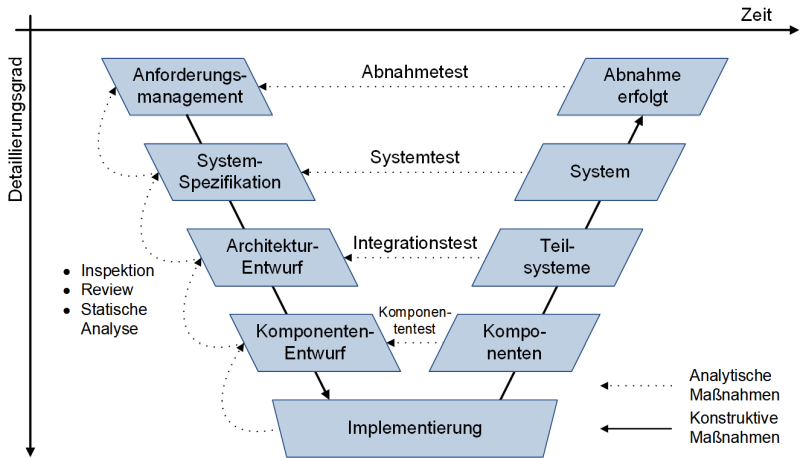 Zeit
Detaillierungsgrad
Anforderungs-
management
Abnahmetest
Abnahme
erfolgt
System-
Spezifikation
Systemtest
System
Architektur-
Entwurf
Integrationstest
Teil-
systeme
• Inspektion
• Review
• Statische
Analyse
Komponenten-
Entwurf
Komponen-
tentest
Kompo-
nenten
Implementierung
Analytische
Maßnahmen
Konstruktive
Maßnahmen